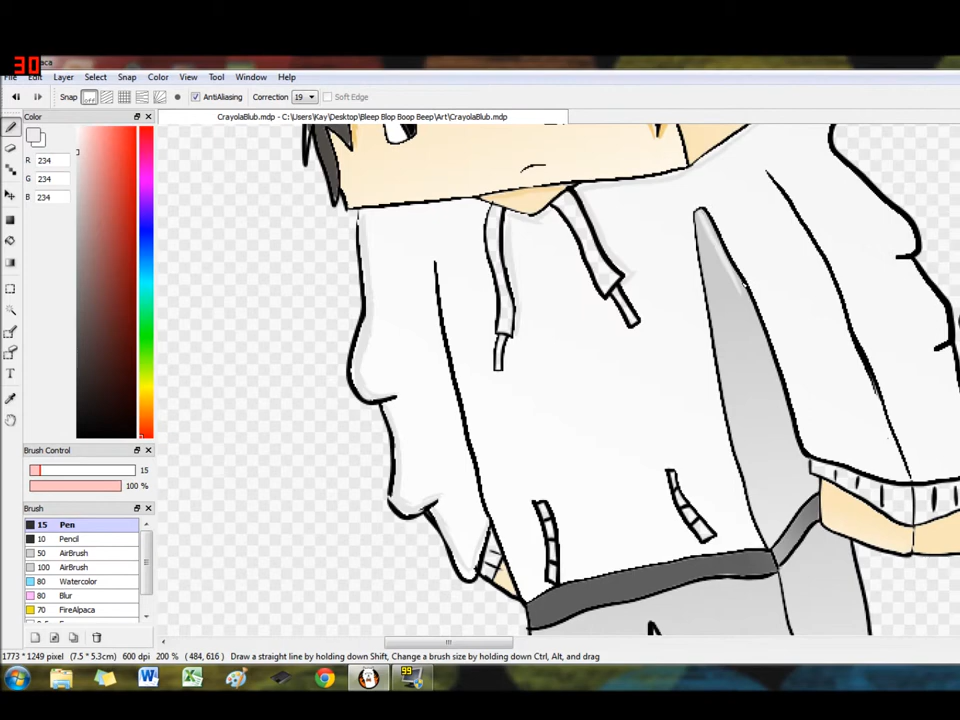 30
aca
File Edit Layer Select Snap Color View Tool Window Help
Snap off AntiAliasing Correction 19 Soft Edge
Color
CrayolaBlub.mdp - C:\Users\Kay\Desktop\Bleep Blop Boop Beep\Art\CrayolaBlub.mdp
R 234
G 234
B 234
Brush Control
15
100 %
Brush
15 Pen
10 Pencil
50 AirBrush
100 AirBrush
80 Watercolor
80 Blur
70 FireAlpaca
1773 * 1249 pixel (7.5 * 5.3cm) 600 dpi 200 % (484, 616) Draw a straight line by holding down Shift, Change a brush size by holding down Ctrl, Alt, and drag
99